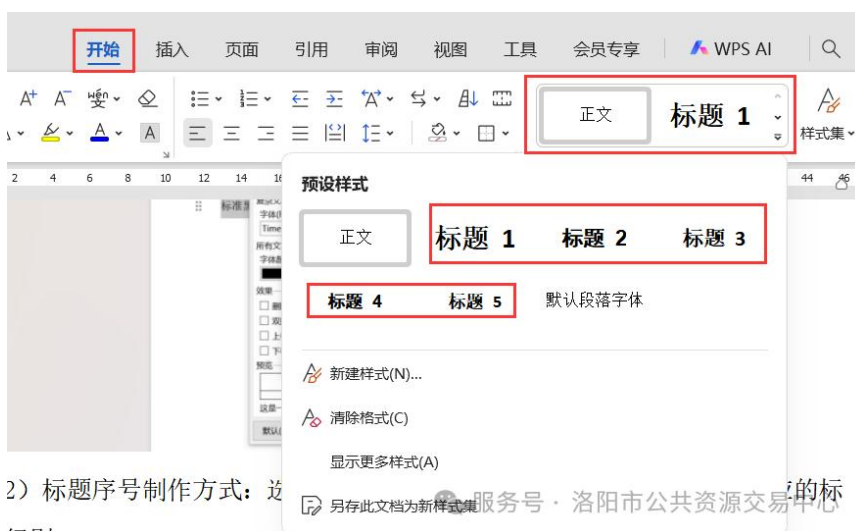 开始 插入 页面 引用 审阅 视图 工具 会员专享 WPS AI
正文 标题 1
样式集
2 4 6 8 10 12 14 16 44 46
预设样式
正文 标题 1 标题 2 标题 3
标题 4 标题 5 默认段落字体
新建样式(N)...
清除格式(C)
显示更多样式(A)
2）标题序号制作方式：选 的标
另存此文档为新样式集
服务号 · 洛阳市公共资源交易中心